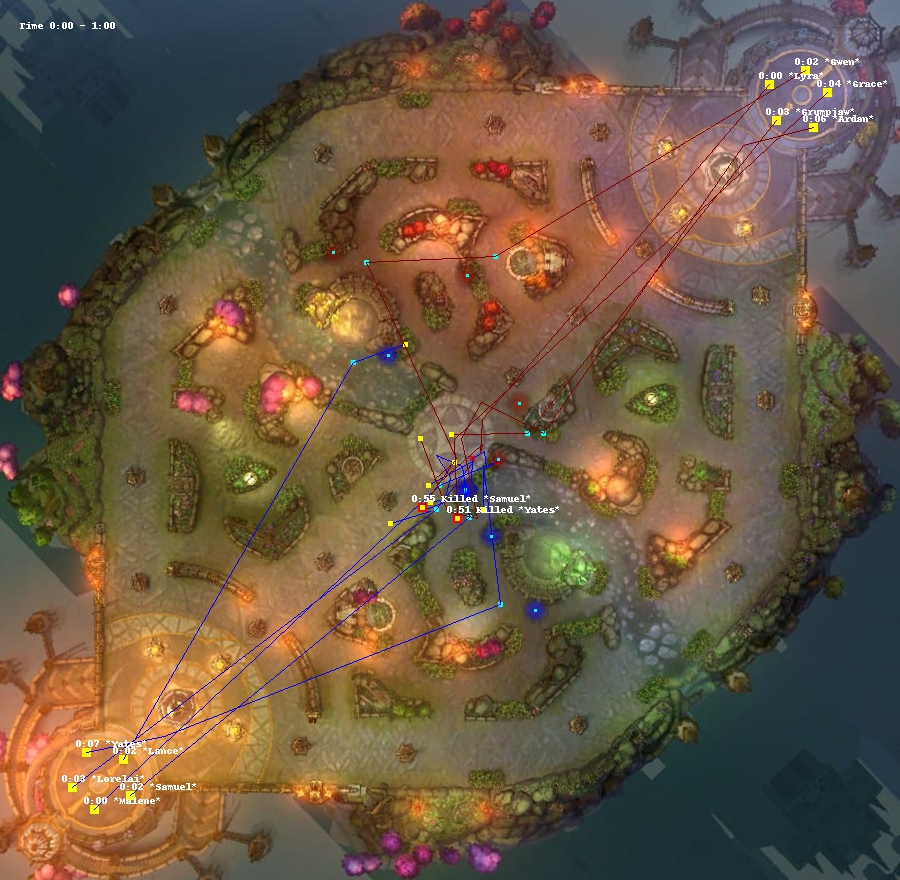 Time 0:00 - 1:00
0:02 *Gwen*
0:00 *Lyra*
0:04 *Grace*
0:03 *Grumpjaw*
0:06 *Ardan*
0:55 Killed *Samuel*
0:51 Killed *Yates*
0:07 *Yates*
0:02 *Lance*
0:03 *Lorelai*
0:02 *Samuel*
0:00 *Malene*